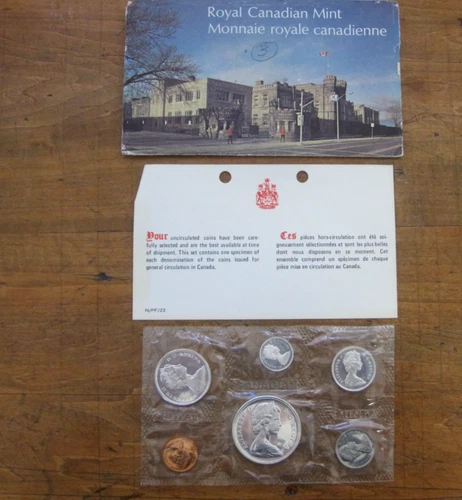 Royal Canadian Mint
Monnaie royale canadienne
5
Your uncirculated coins have been care-
fully selected and are the best available at time
of shipment. This set contains one specimen of
each denomination of the coins issued for
general circulation in Canada.
Ces pièces hors-circulation ont été soi-
gneusement sélectionnées et sont les plus belles
dont nous disposons en ce moment. Cet
ensemble comprend un spécimen de chaque
pièce mise en circulation au Canada.
N/PF/22